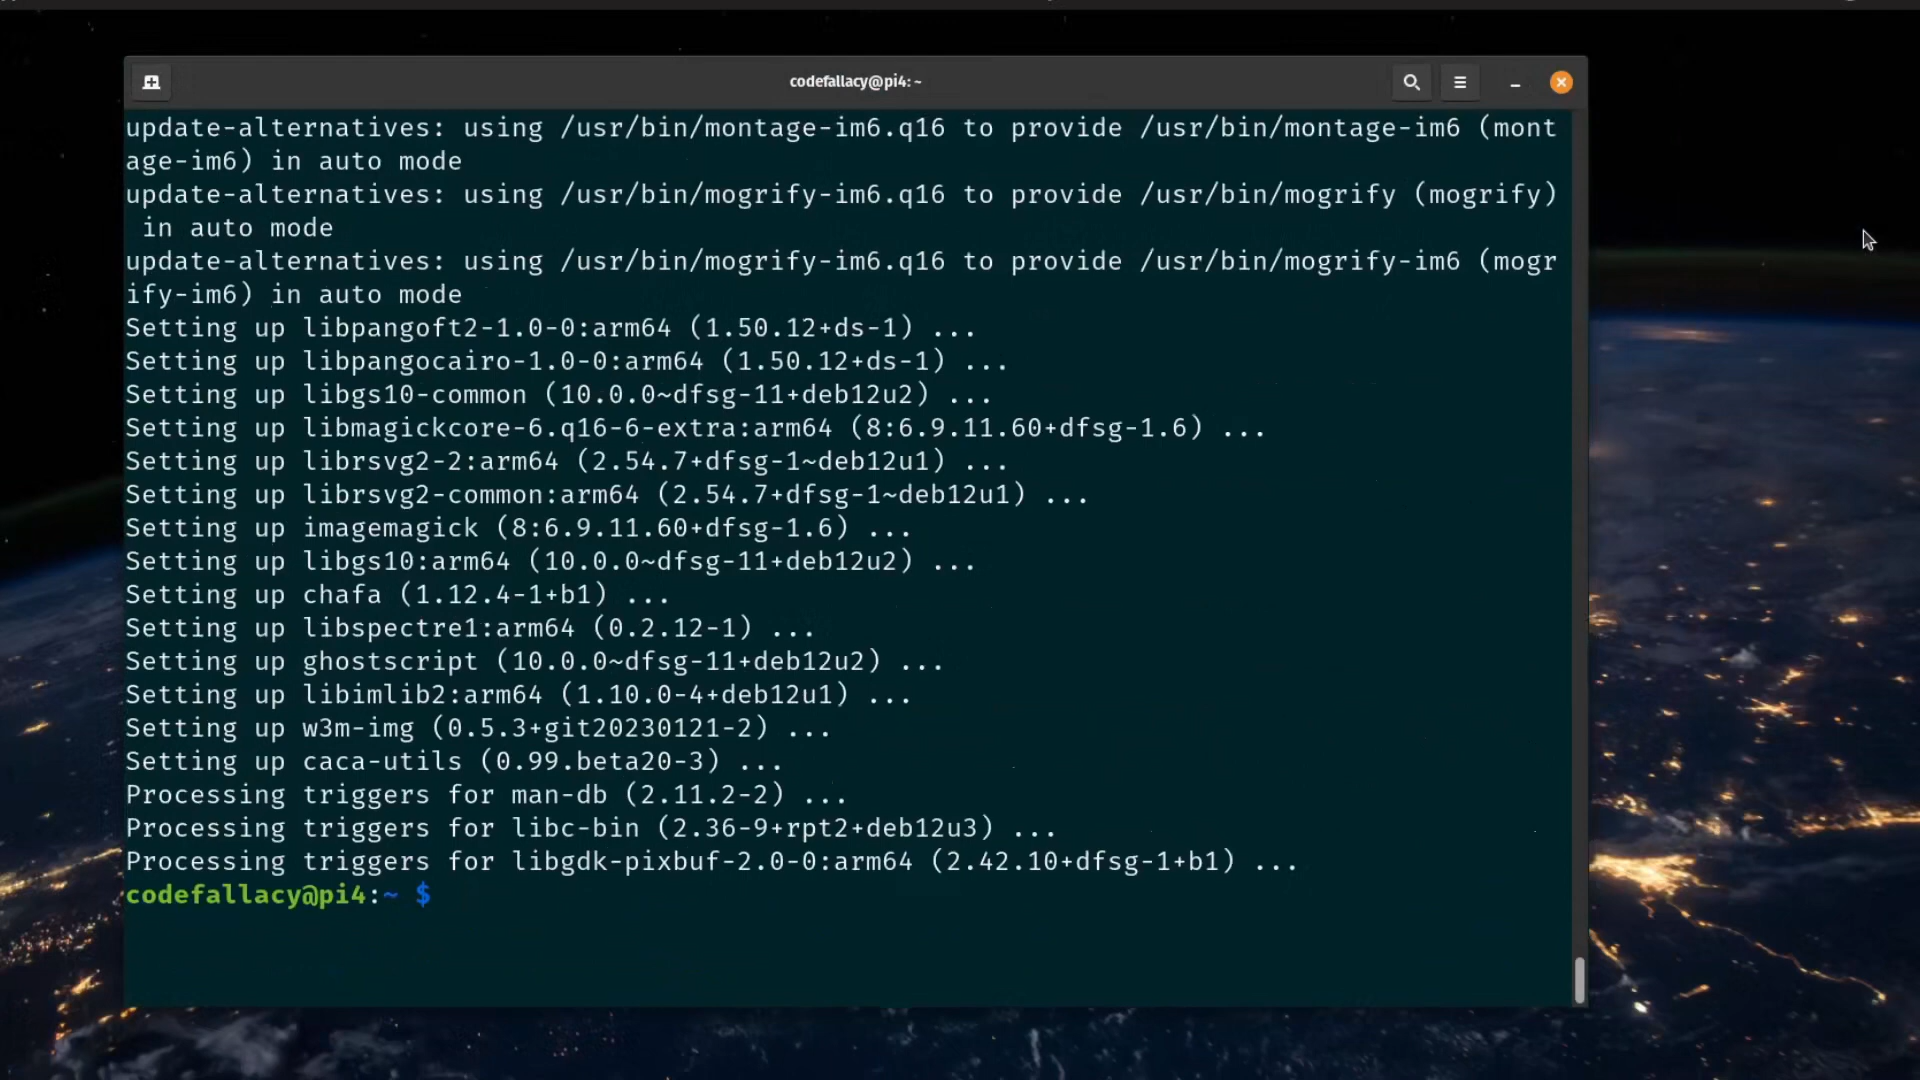 codefallacy@pi4: ~
update-alternatives: using /usr/bin/montage-im6.q16 to provide /usr/bin/montage-im6 (mont
age-im6) in auto mode
update-alternatives: using /usr/bin/mogrify-im6.q16 to provide /usr/bin/mogrify (mogrify)
 in auto mode
update-alternatives: using /usr/bin/mogrify-im6.q16 to provide /usr/bin/mogrify-im6 (mogr
ify-im6) in auto mode
Setting up libpangoft2-1.0-0:arm64 (1.50.12+ds-1) ...
Setting up libpangocairo-1.0-0:arm64 (1.50.12+ds-1) ...
Setting up libgs10-common (10.0.0~dfsg-11+deb12u2) ...
Setting up libmagickcore-6.q16-6-extra:arm64 (8:6.9.11.60+dfsg-1.6) ...
Setting up librsvg2-2:arm64 (2.54.7+dfsg-1~deb12u1) ...
Setting up librsvg2-common:arm64 (2.54.7+dfsg-1~deb12u1) ...
Setting up imagemagick (8:6.9.11.60+dfsg-1.6) ...
Setting up libgs10:arm64 (10.0.0~dfsg-11+deb12u2) ...
Setting up chafa (1.12.4-1+b1) ...
Setting up libspectre1:arm64 (0.2.12-1) ...
Setting up ghostscript (10.0.0~dfsg-11+deb12u2) ...
Setting up libimlib2:arm64 (1.10.0-4+deb12u1) ...
Setting up w3m-img (0.5.3+git20230121-2) ...
Setting up caca-utils (0.99.beta20-3) ...
Processing triggers for man-db (2.11.2-2) ...
Processing triggers for libc-bin (2.36-9+rpt2+deb12u3) ...
Processing triggers for libgdk-pixbuf-2.0-0:arm64 (2.42.10+dfsg-1+b1) ...
codefallacy@pi4:~ $